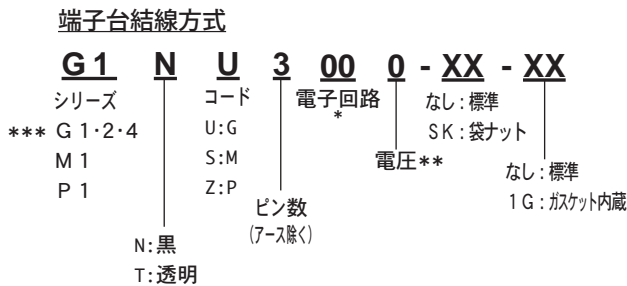 端子台結線方式
G1 N U 3 00 0 - XX - XX
シリーズ
*** G1・2・4
M1
P1
N:黒
T:透明
コード
U:G
S:M
Z:P
ピン数
(アース除く)
電子回路
*
電圧**
なし:標準
SK:袋ナット
なし:標準
1G:ガスケット内蔵